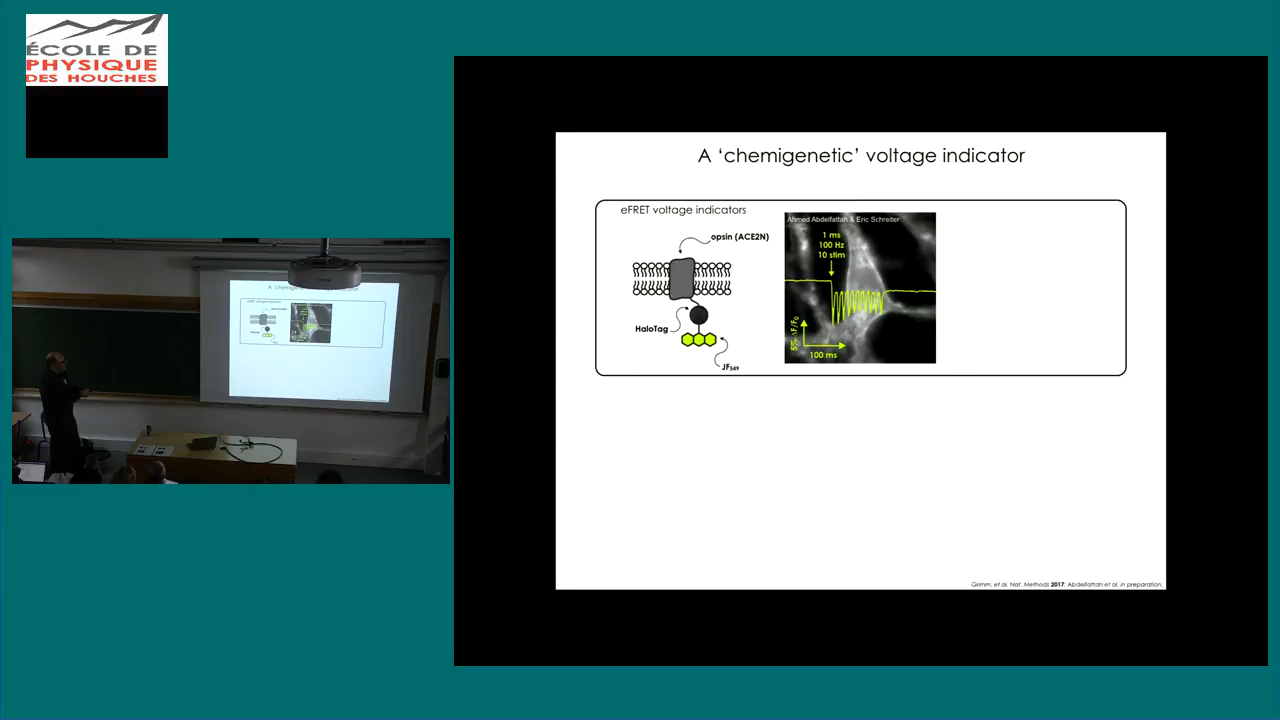 ÉCOLE DE
PHYSIQUE
DES HOUCHES
A ‘chemigenetic’ voltage indicator
eFRET voltage indicators
opsin (ACE2N)
HaloTag
JF549
Ahmed Abdelfattah & Eric Schreiter
1 ms
100 Hz
10 stim
5% ΔF/F0
100 ms
Grimm, et al. Nat. Methods 2017; Abdelfattah et al. in preparation.